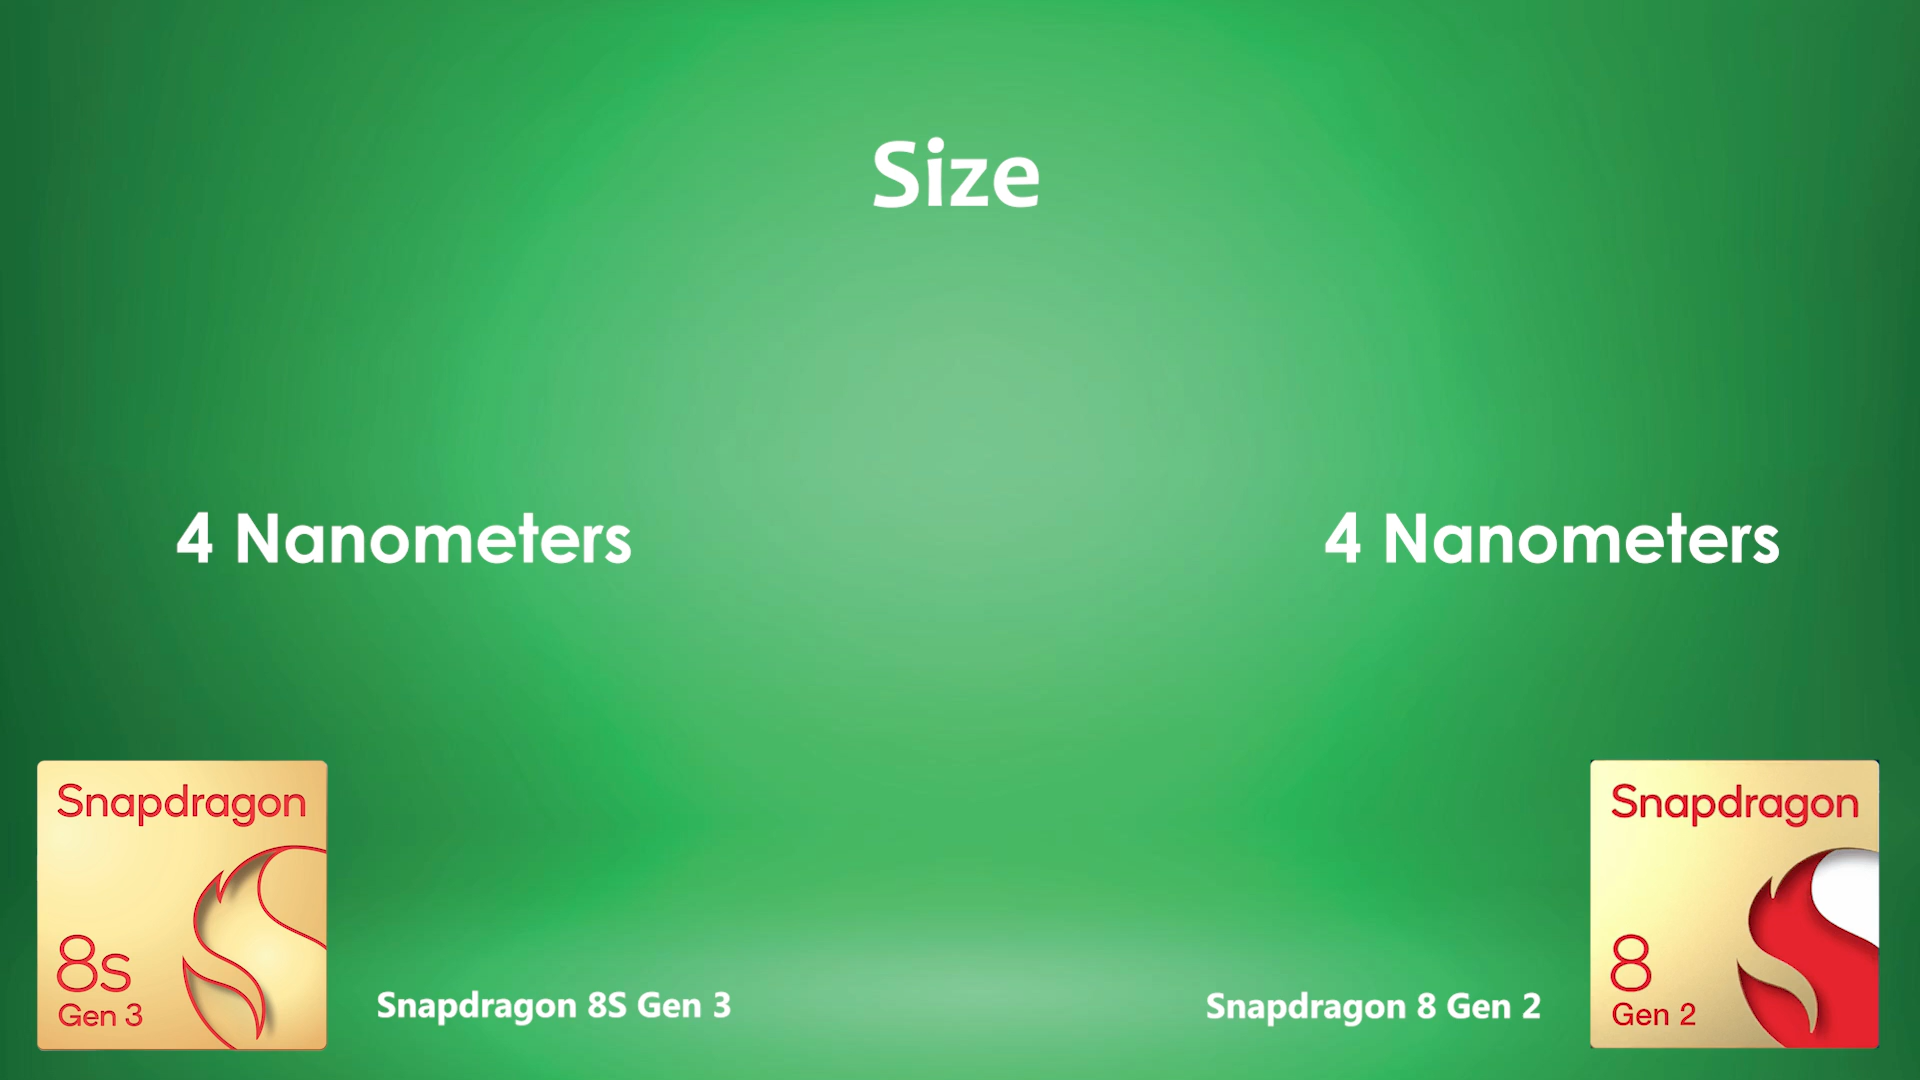 Size
4 Nanometers
4 Nanometers
Snapdragon
8s
Gen 3
Snapdragon 8S Gen 3
Snapdragon 8 Gen 2
Snapdragon
8
Gen 2